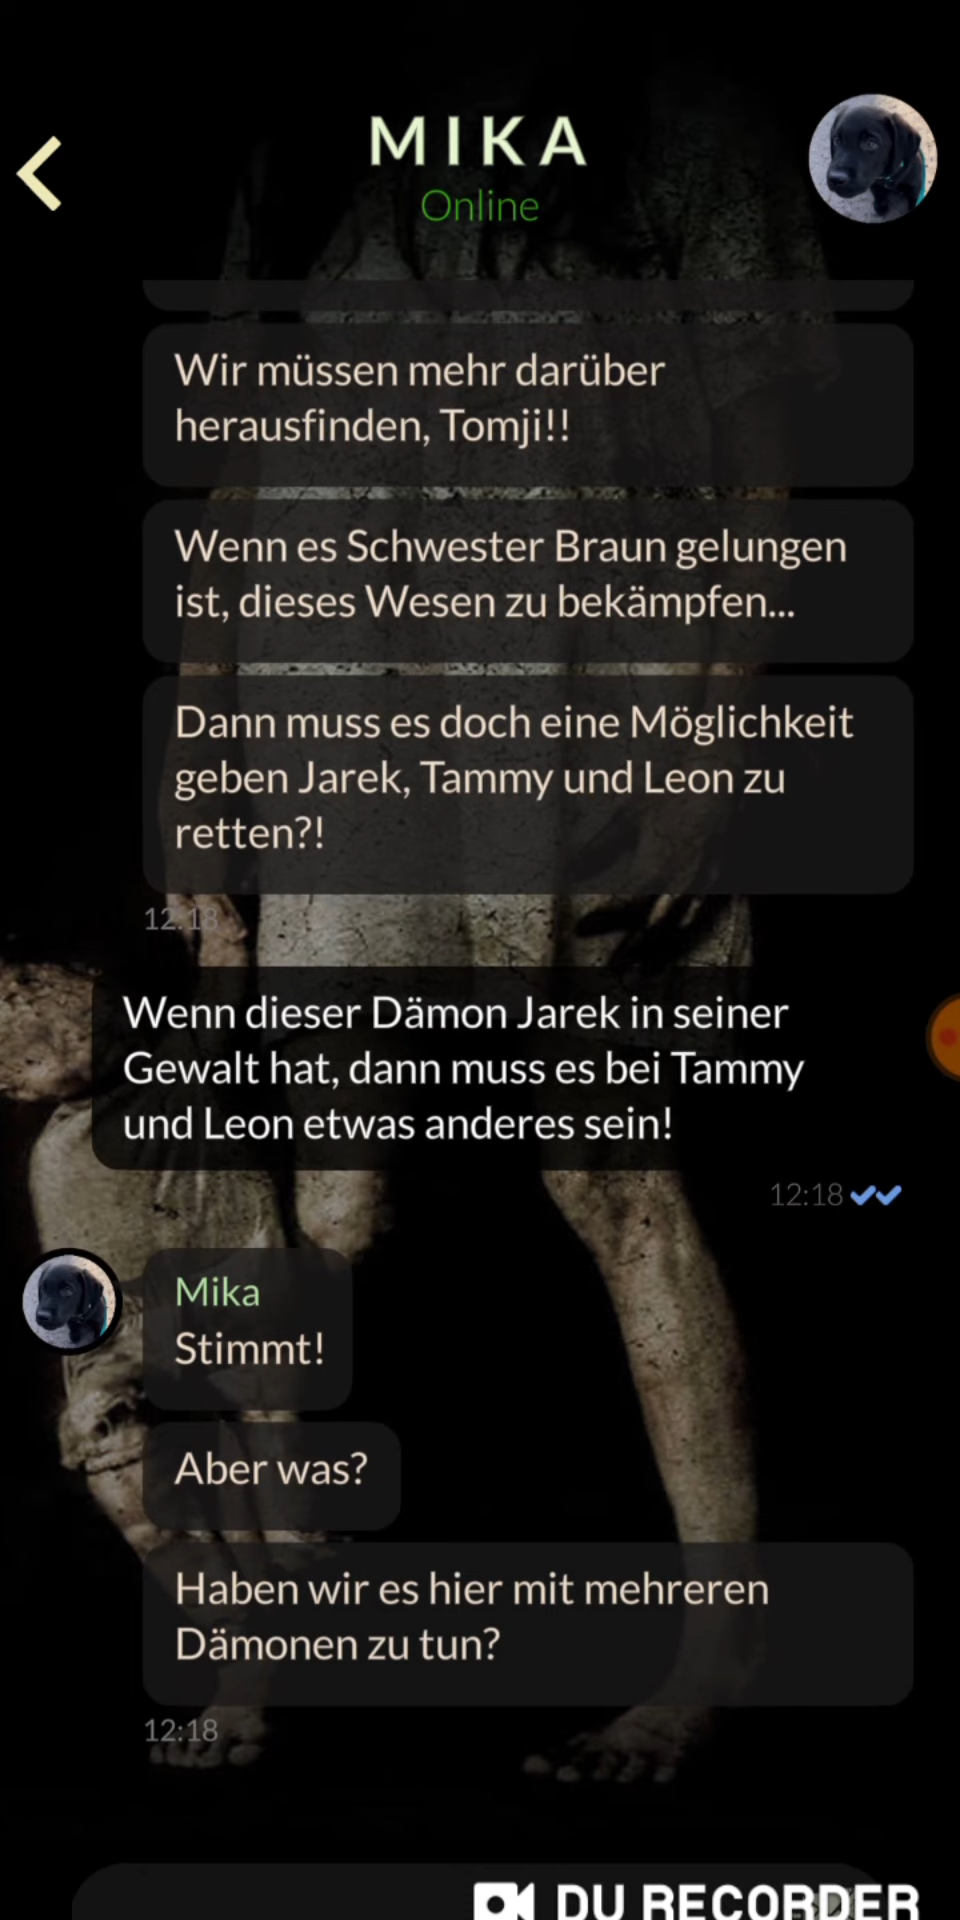 MIKA
Online
Wir müssen mehr darüber
herausfinden, Tomji!!
Wenn es Schwester Braun gelungen
ist, dieses Wesen zu bekämpfen...
Dann muss es doch eine Möglichkeit
geben Jarek, Tammy und Leon zu
retten?!
12:18
Wenn dieser Dämon Jarek in seiner
Gewalt hat, dann muss es bei Tammy
und Leon etwas anderes sein!
12:18
Mika
Stimmt!
Aber was?
Haben wir es hier mit mehreren
Dämonen zu tun?
12:18
DU RECORDER